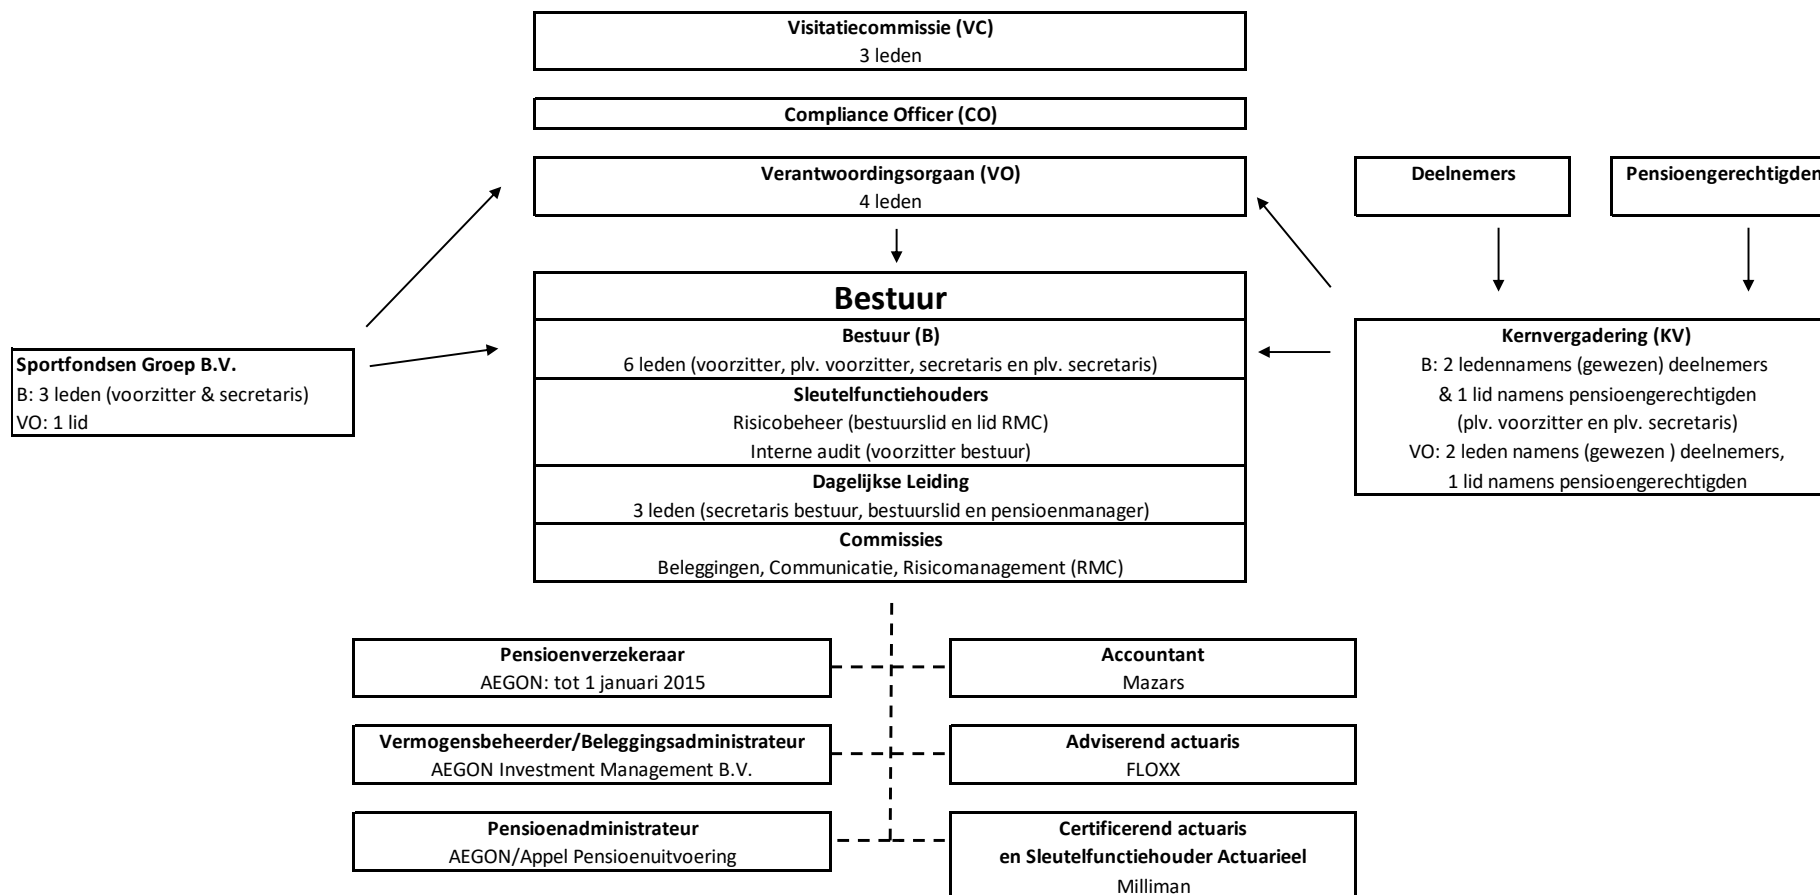 Visitatiecommissie (VC)
3 leden
Compliance Officer (CO)
Verantwoordingsorgaan (VO)
4 leden
Deelnemers
Pensioengerechtigden
Bestuur
Bestuur (B)
6 leden (voorzitter, plv. voorzitter, secretaris en plv. secretaris)
Sleutelfunctiehouders
Risicobeheer (bestuurslid en lid RMC)
Interne audit (voorzitter bestuur)
Dagelijkse Leiding
3 leden (secretaris bestuur, bestuurslid en pensioenmanager)
Commissies
Beleggingen, Communicatie, Risicomanagement (RMC)
Sportfondsen Groep B.V.
B: 3 leden (voorzitter & secretaris)
VO: 1 lid
Kernvergadering (KV)
B: 2 ledennamens (gewezen) deelnemers
& 1 lid namens pensioengerechtigden
(plv. voorzitter en plv. secretaris)
VO: 2 leden namens (gewezen ) deelnemers,
1 lid namens pensioengerechtigden
Pensioenverzekeraar
AEGON: tot 1 januari 2015
Accountant
Mazars
Vermogensbeheerder/Beleggingsadministrateur
AEGON Investment Management B.V.
Adviserend actuaris
FLOXX
Pensioenadministrateur
AEGON/Appel Pensioenuitvoering
Certificerend actuaris
en Sleutelfunctiehouder Actuarieel
Milliman